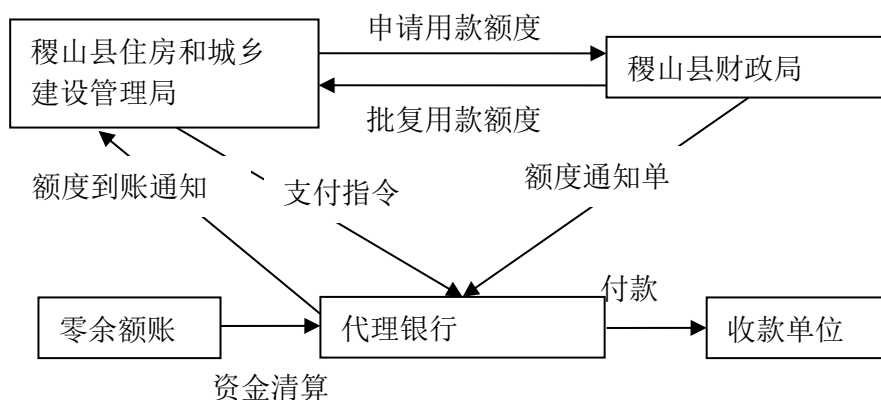 申请用款额度
稷山县住房和城乡
建设管理局
稷山县财政局
批复用款额度
额度到账通知
支付指令
额度通知单
付款
零余额账
代理银行
收款单位
资金清算